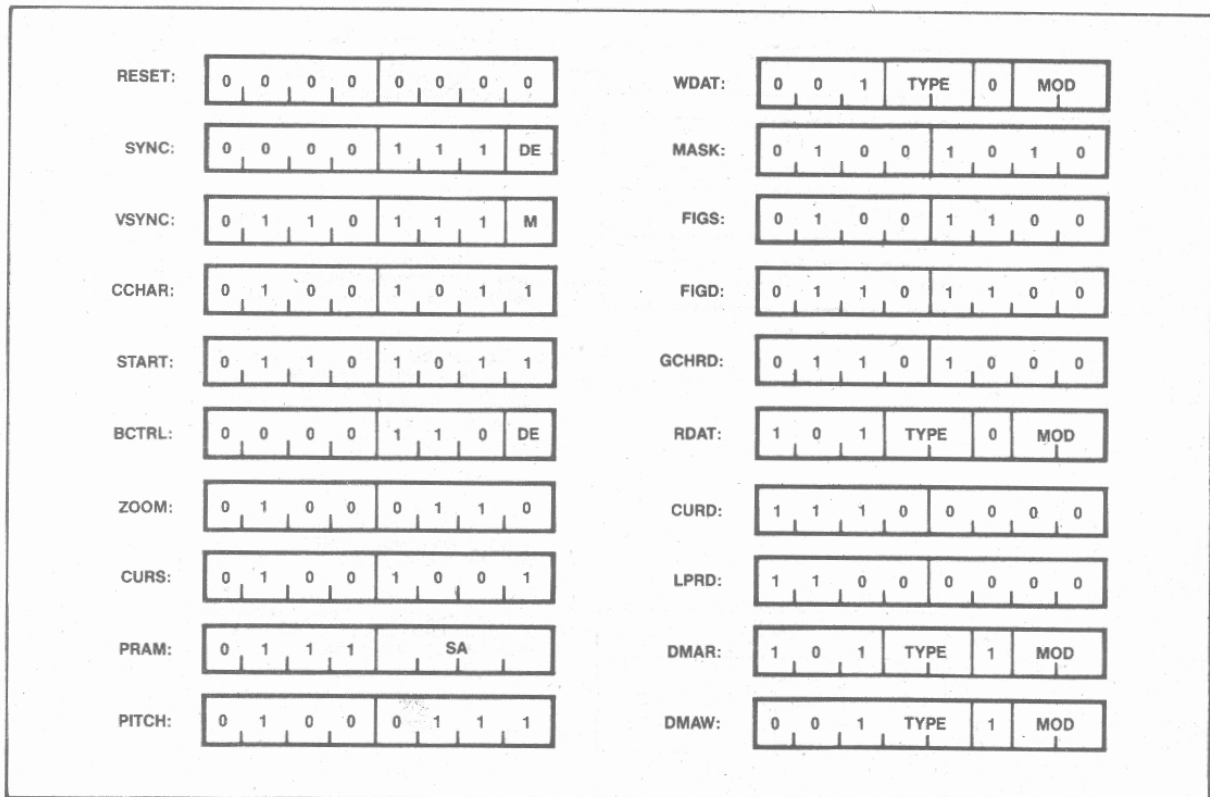 RESET: 0 0 0 0 0 0 0 0
SYNC: 0 0 0 0 1 1 1 DE
VSYNC: 0 1 1 0 1 1 1 M
CCHAR: 0 1 0 0 1 0 1 1
START: 0 1 1 0 1 0 1 1
BCTRL: 0 0 0 0 1 1 0 DE
ZOOM: 0 1 0 0 0 1 1 0
CURS: 0 1 0 0 1 0 0 1
PRAM: 0 1 1 1 SA
PITCH: 0 1 0 0 0 1 1 1
WDAT: 0 0 1 TYPE 0 MOD
MASK: 0 1 0 0 1 0 1 0
FIGS: 0 1 0 0 1 1 0 0
FIGD: 0 1 1 0 1 1 0 0
GCHRD: 0 1 1 0 1 0 0 0
RDAT: 1 0 1 TYPE 0 MOD
CURD: 1 1 1 0 0 0 0 0
LPRD: 1 1 0 0 0 0 0 0
DMAR: 1 0 1 TYPE 1 MOD
DMAW: 0 0 1 TYPE 1 MOD